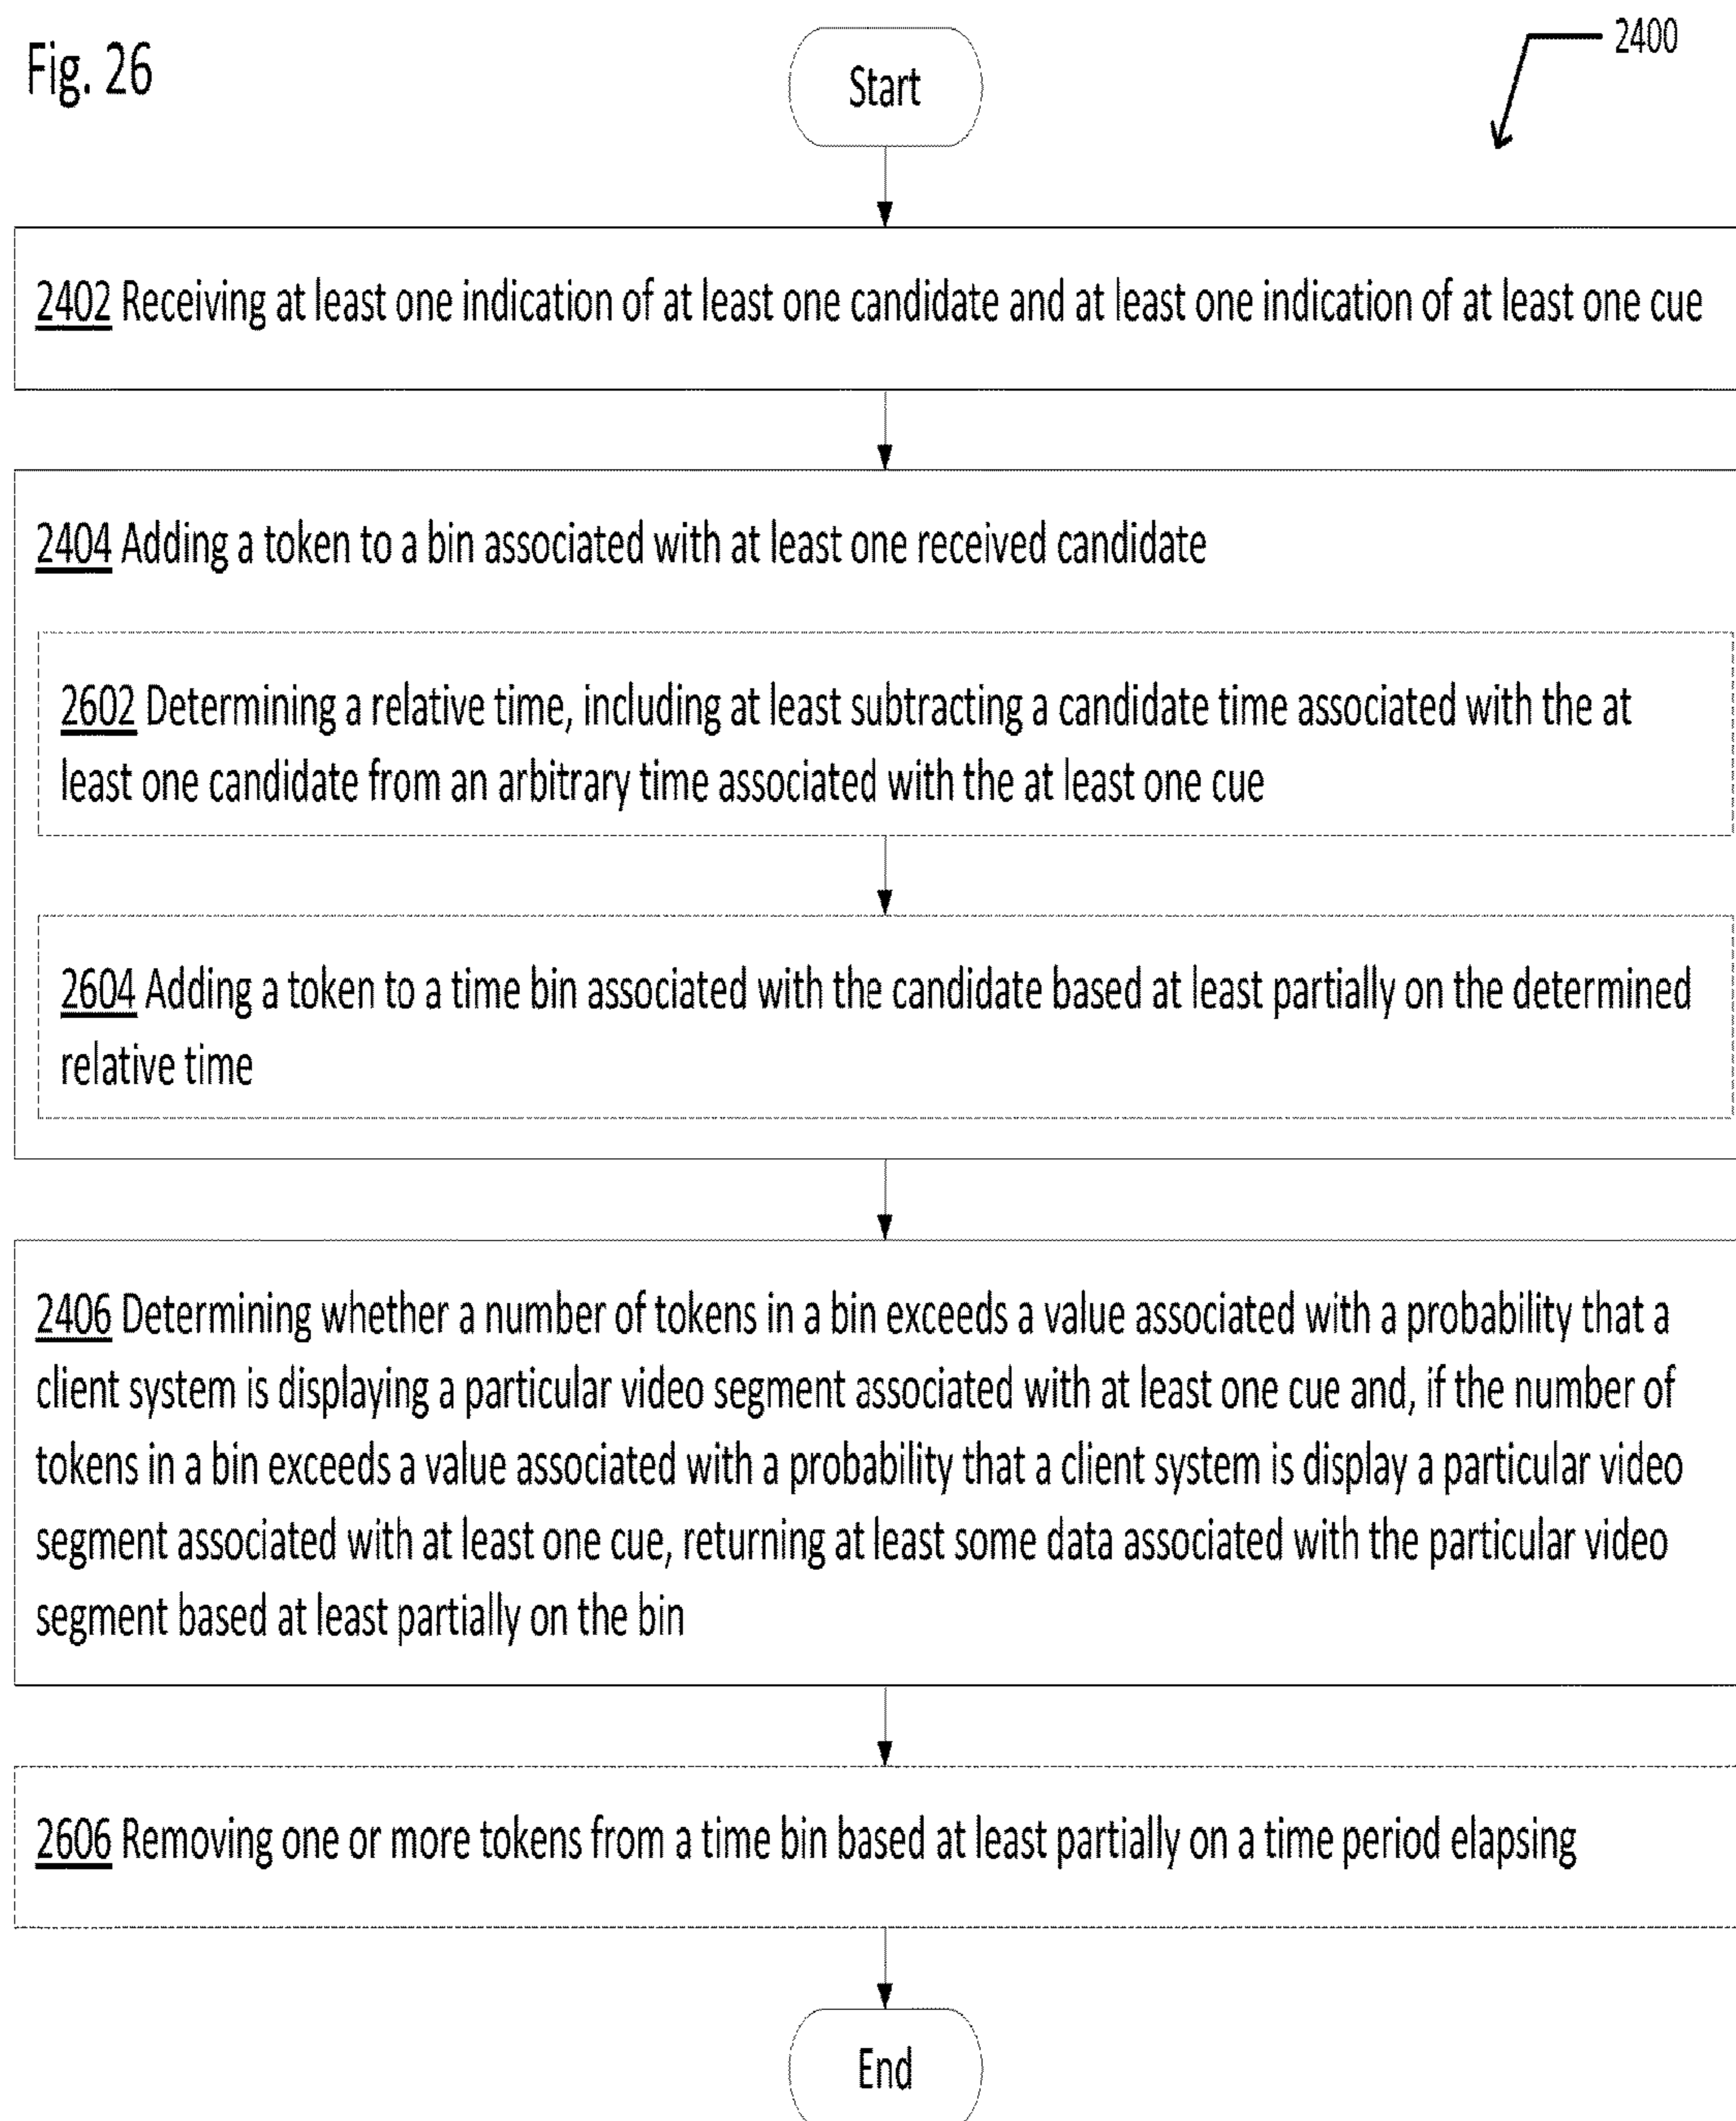 Fig. 26
2400
Start
2402 Receiving at least one indication of at least one candidate and at least one indication of at least one cue
2404 Adding a token to a bin associated with at least one received candidate
2602 Determining a relative time, including at least subtracting a candidate time associated with the at
least one candidate from an arbitrary time associated with the at least one cue
2604 Adding a token to a time bin associated with the candidate based at least partially on the determined
relative time
2406 Determining whether a number of tokens in a bin exceeds a value associated with a probability that a
client system is displaying a particular video segment associated with at least one cue and, if the number of
tokens in a bin exceeds a value associated with a probability that a client system is display a particular video
segment associated with at least one cue, returning at least some data associated with the particular video
segment based at least partially on the bin
2606 Removing one or more tokens from a time bin based at least partially on a time period elapsing
End